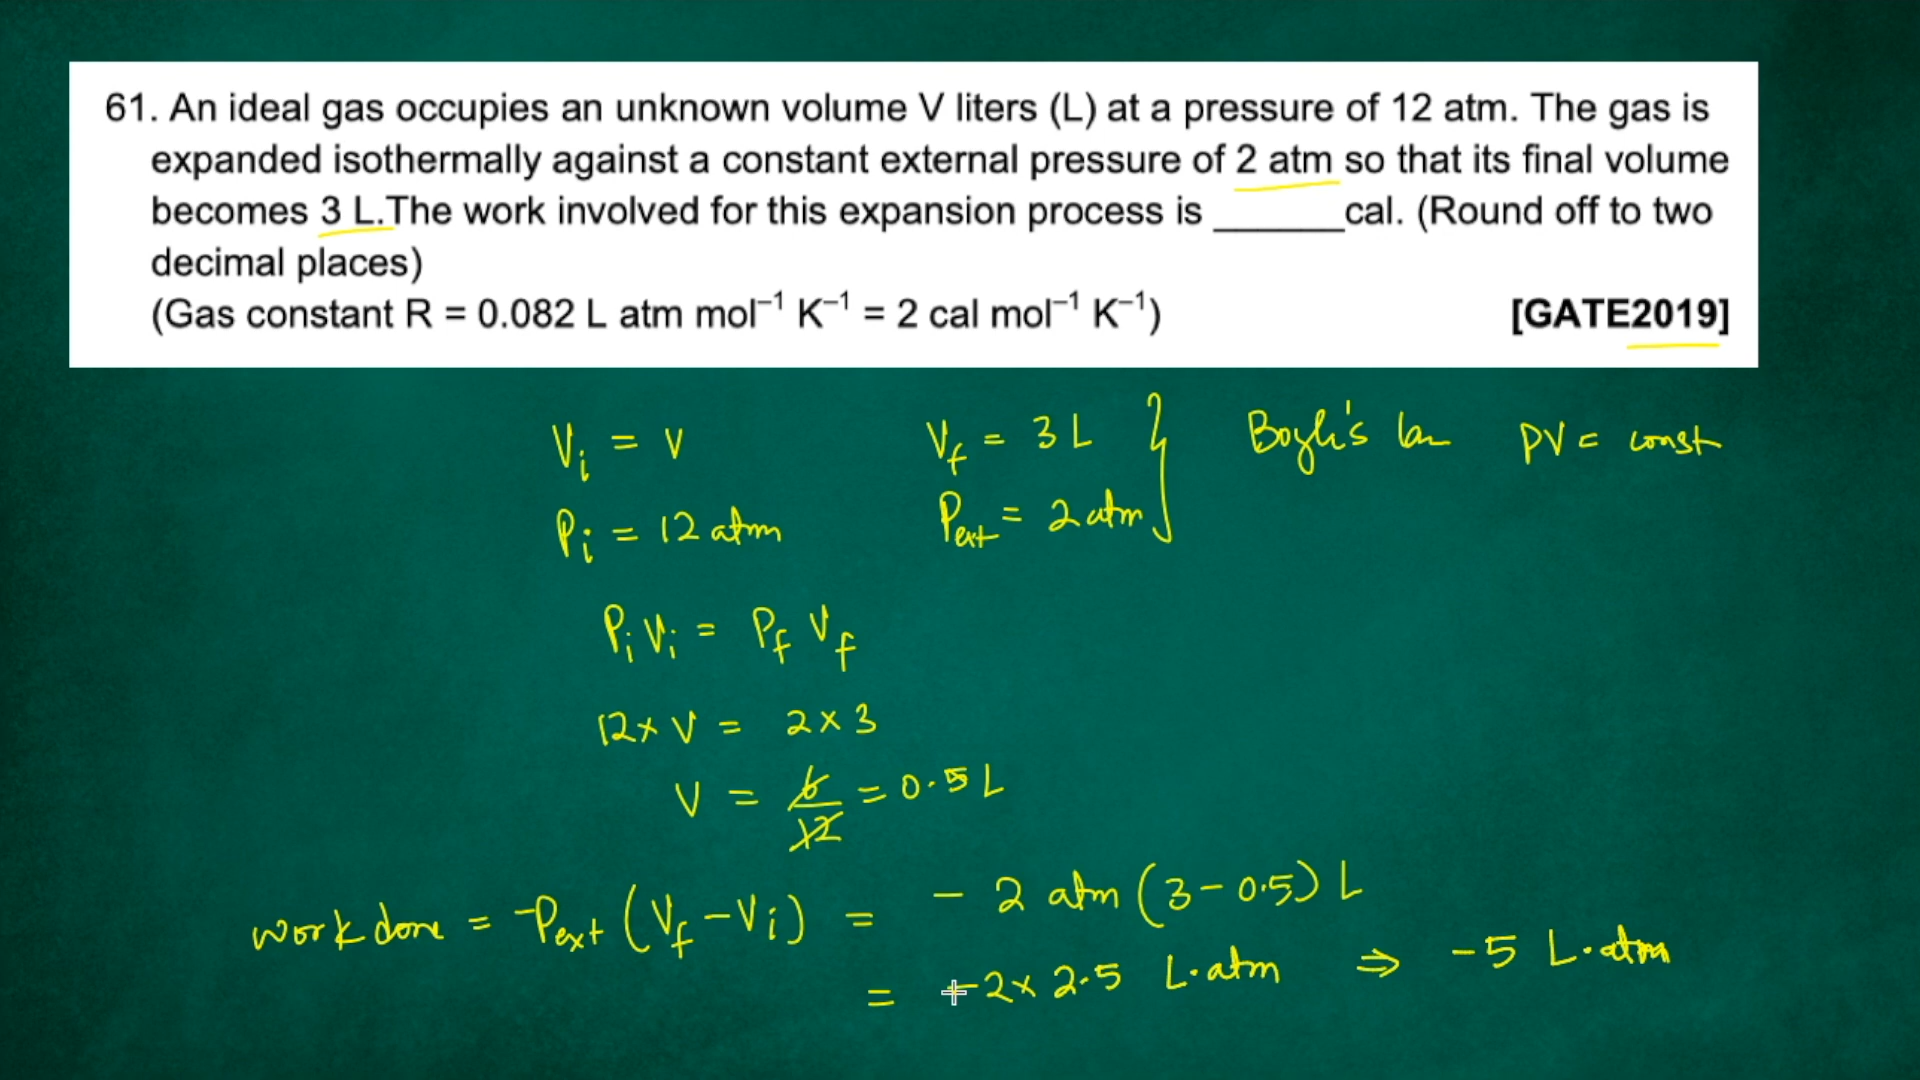 61. An ideal gas occupies an unknown volume V liters (L) at a pressure of 12 atm. The gas is
expanded isothermally against a constant external pressure of 2 atm so that its final volume
becomes 3 L.The work involved for this expansion process is ______cal. (Round off to two
decimal places)
(Gas constant R = 0.082 L atm mol⁻¹ K⁻¹ = 2 cal mol⁻¹ K⁻¹) [GATE2019]
Vi = V Vf = 3 L } Boyle's law PV = const
Pi = 12 atm Pext = 2 atm
Pi Vi = Pf Vf
12 x V = 2 x 3
V = 6/12 = 0.5 L
work done = -Pext (Vf - Vi) = - 2 atm (3 - 0.5) L
= -2 x 2.5 L.atm ⇒ -5 L.atm